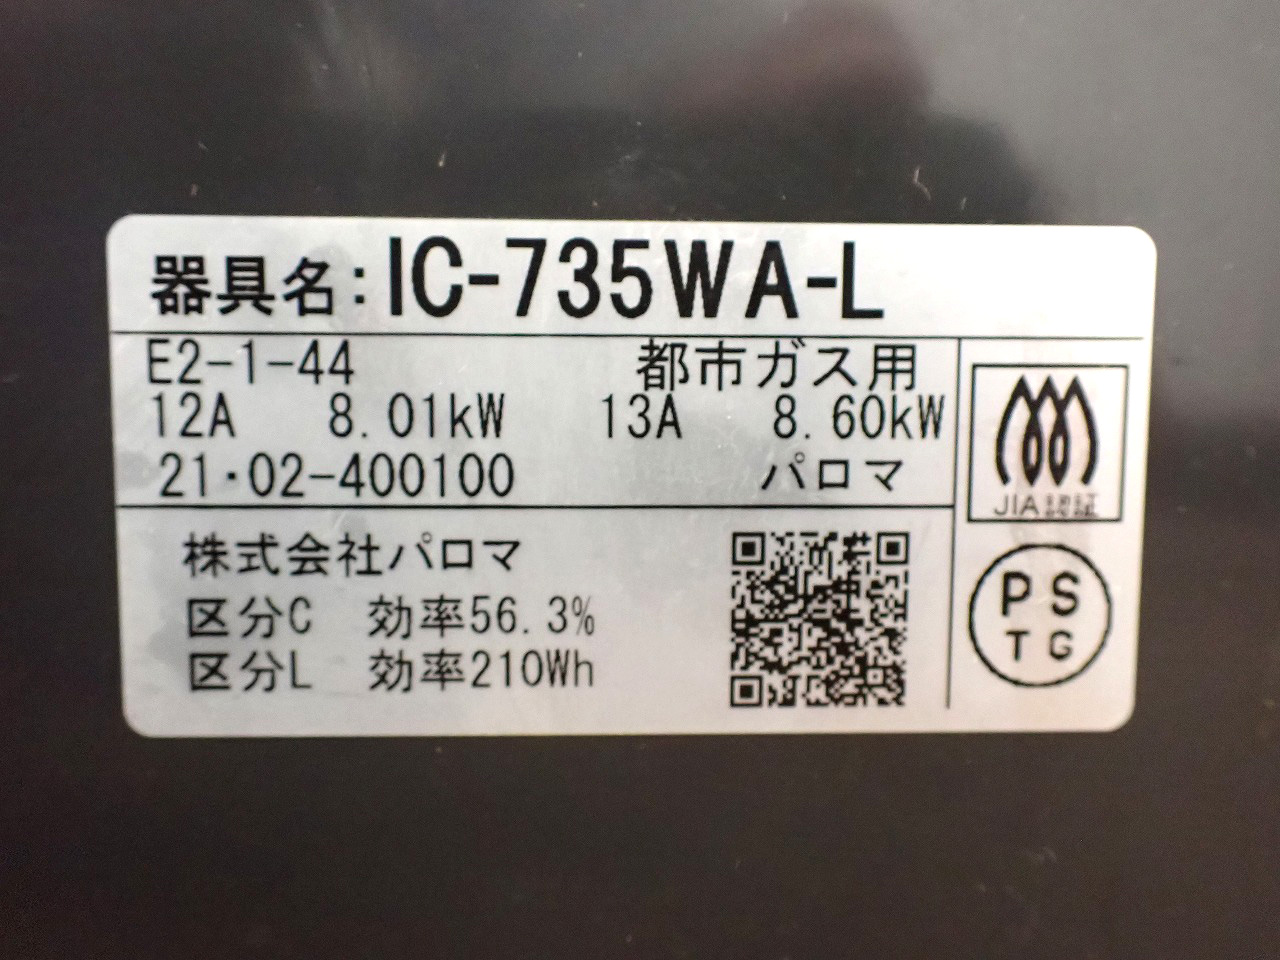 器具名:IC-735WA-L
E2-1-44 都市ガス用
12A 8.01kW 13A 8.60kW
21・02-400100 パロマ
JIA認証
株式会社パロマ
区分C 効率56.3%
区分L 効率210Wh
PS
TG